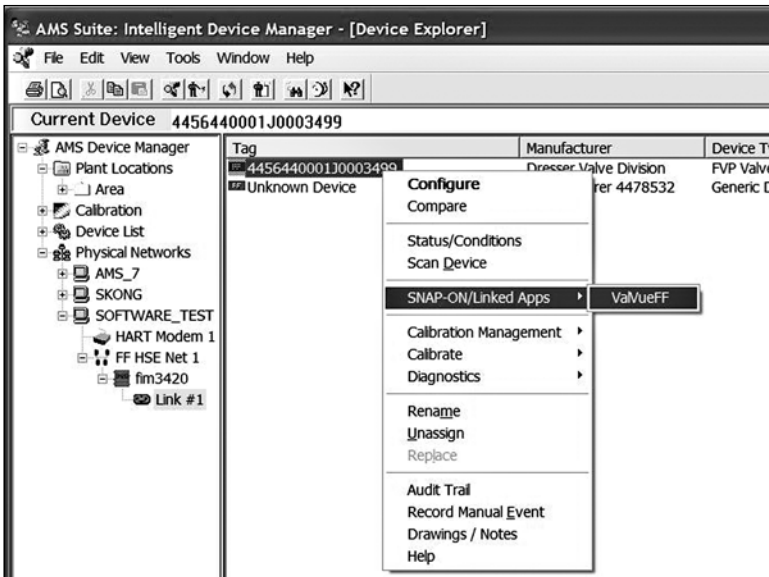 AMS Suite: Intelligent Device Manager - [Device Explorer]
File Edit View Tools Window Help
Current Device 4456440001J0003499
AMS Device Manager
Plant Locations
Area
Calibration
Device List
Physical Networks
AMS_7
SKONG
SOFTWARE_TEST
HART Modem 1
FF HSE Net 1
fim3420
Link #1
Tag Manufacturer Device T
4456440001J0003499 Dresser Valve Division FVP Valv
Unknown Device rer 4478532 Generic D
Configure
Compare
Status/Conditions
Scan Device
SNAP-ON/Linked Apps ValVueFF
Calibration Management
Calibrate
Diagnostics
Rename
Unassign
Replace
Audit Trail
Record Manual Event
Drawings / Notes
Help